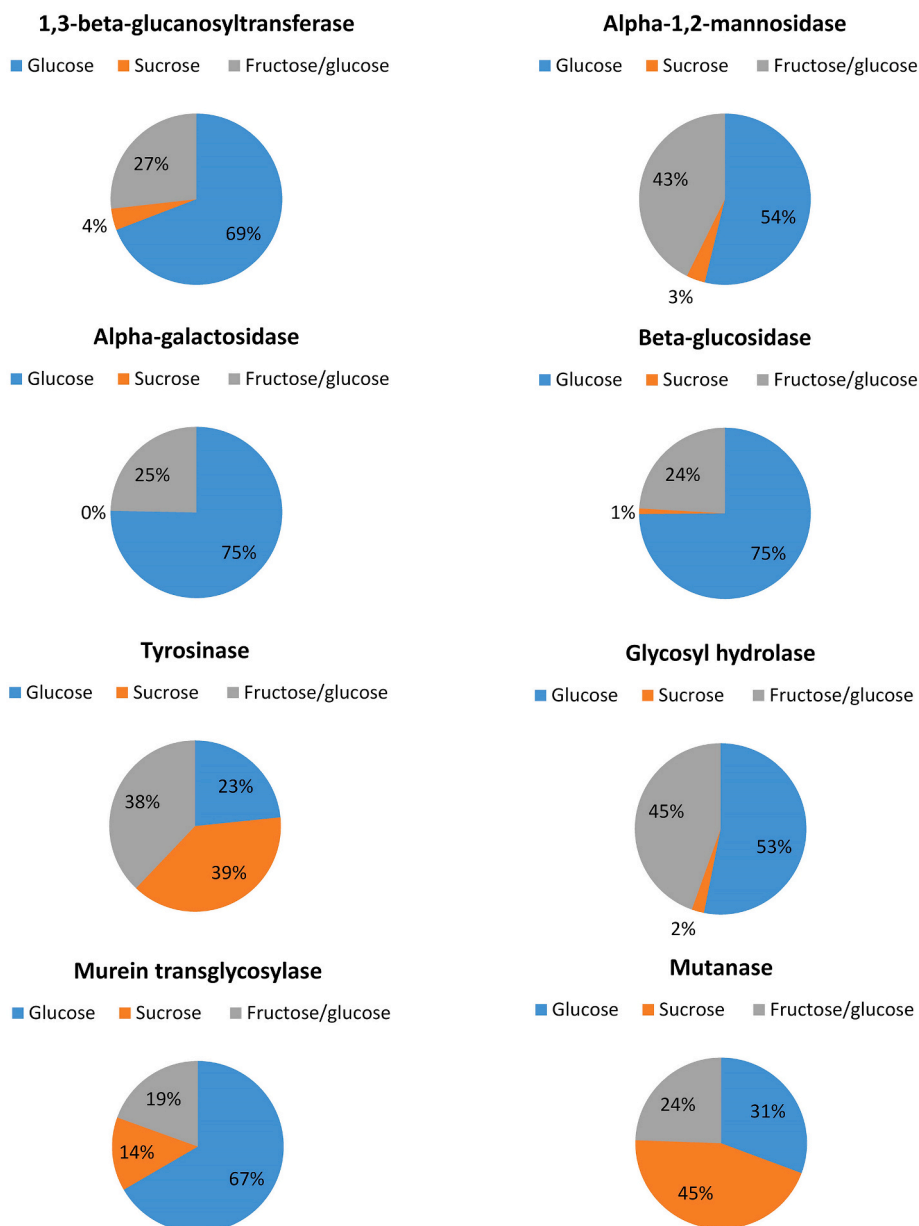 1,3-beta-glucanosyltransferase
Glucose Sucrose Fructose/glucose
27%
4%
69%
Alpha-1,2-mannosidase
Glucose Sucrose Fructose/glucose
43%
54%
3%
Alpha-galactosidase
Glucose Sucrose Fructose/glucose
25%
0%
75%
Beta-glucosidase
Glucose Sucrose Fructose/glucose
24%
1%
75%
Tyrosinase
Glucose Sucrose Fructose/glucose
23%
38%
39%
Glycosyl hydrolase
Glucose Sucrose Fructose/glucose
45%
53%
2%
Murein transglycosylase
Glucose Sucrose Fructose/glucose
19%
14%
67%
Mutanase
Glucose Sucrose Fructose/glucose
24%
31%
45%